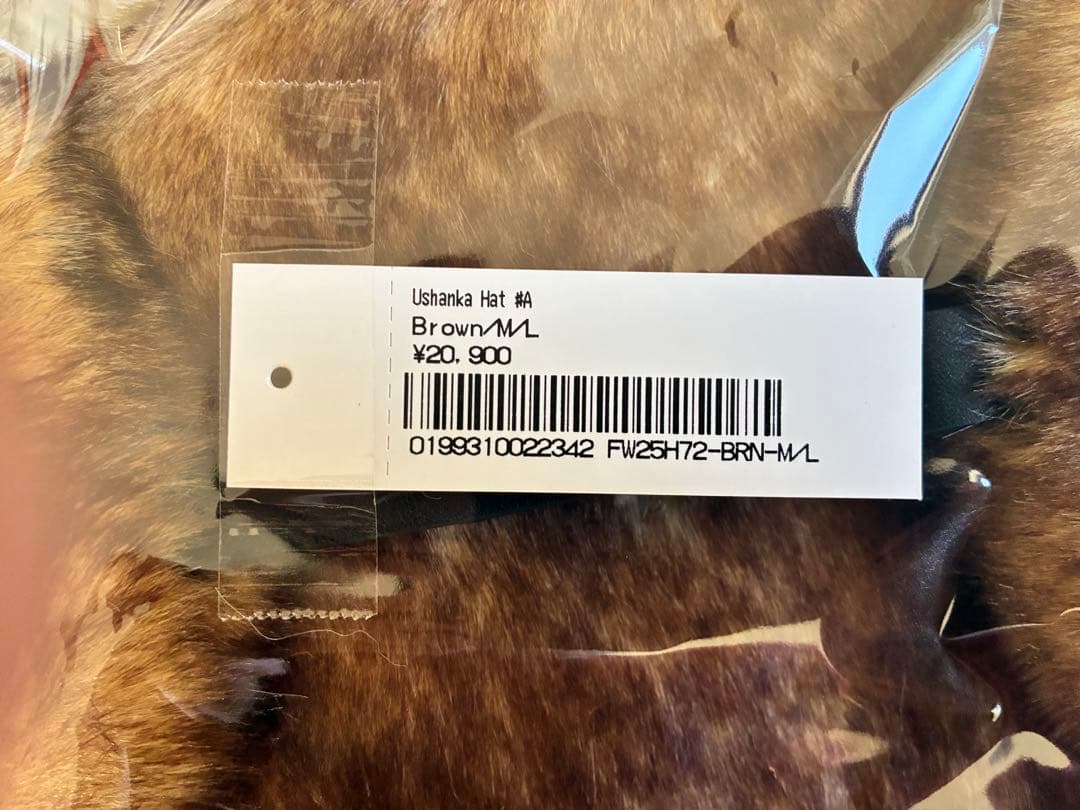 Ushanka Hat #A
Brown/M/L
¥20,900
0199310022342 FW25H72-BRN-M/L